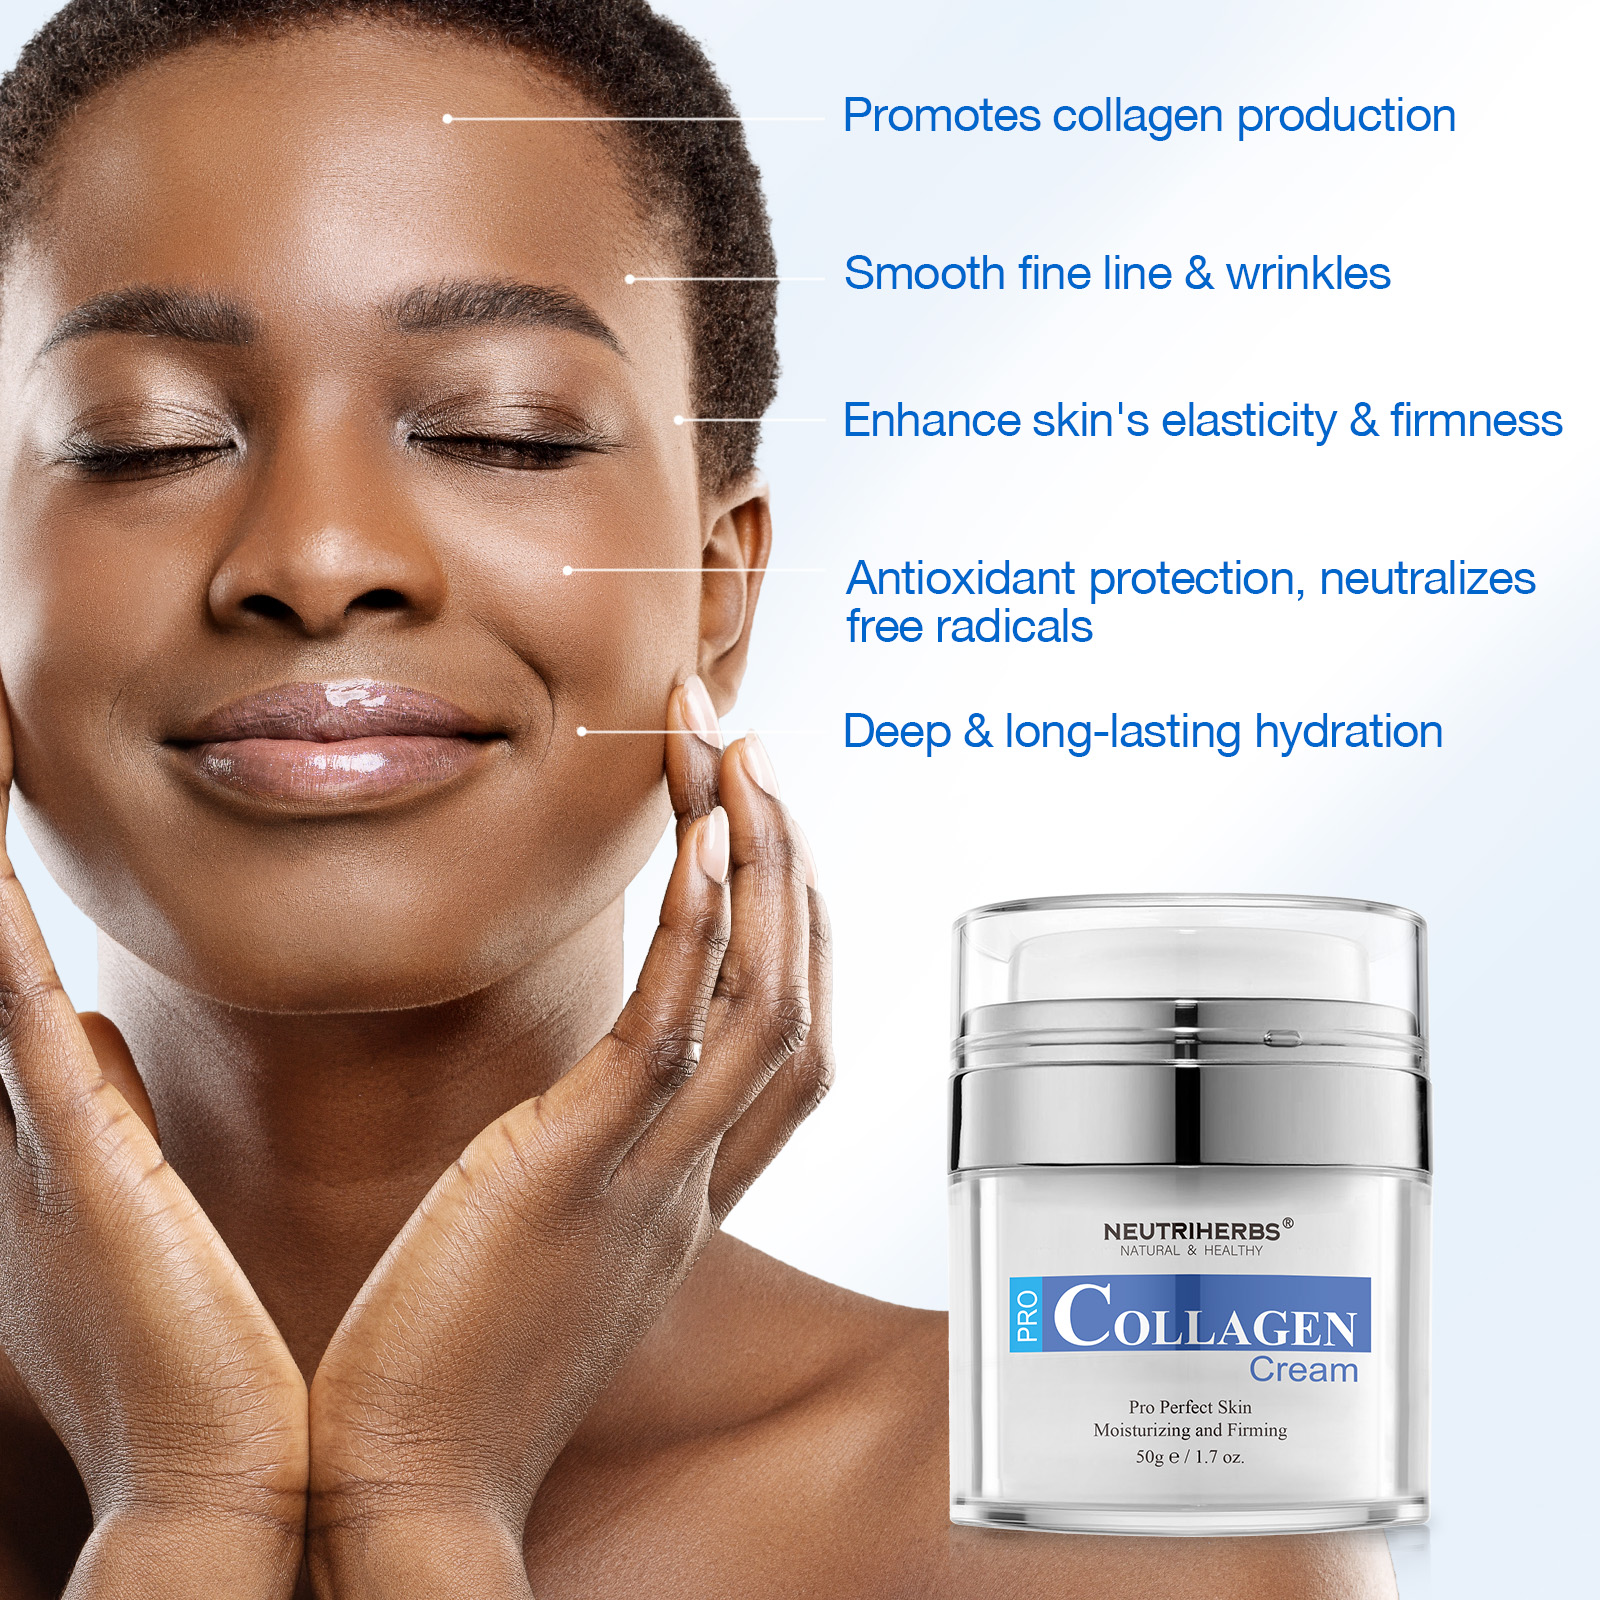 Promotes collagen production
Smooth fine line & wrinkles
Enhance skin's elasticity & firmness
Antioxidant protection, neutralizes
free radicals
Deep & long-lasting hydration
NEUTRIHERBS®
NATURAL & HEALTHY
PRO COLLAGEN
Cream
Pro Perfect Skin
Moisturizing and Firming
50g ℮ / 1.7 oz.